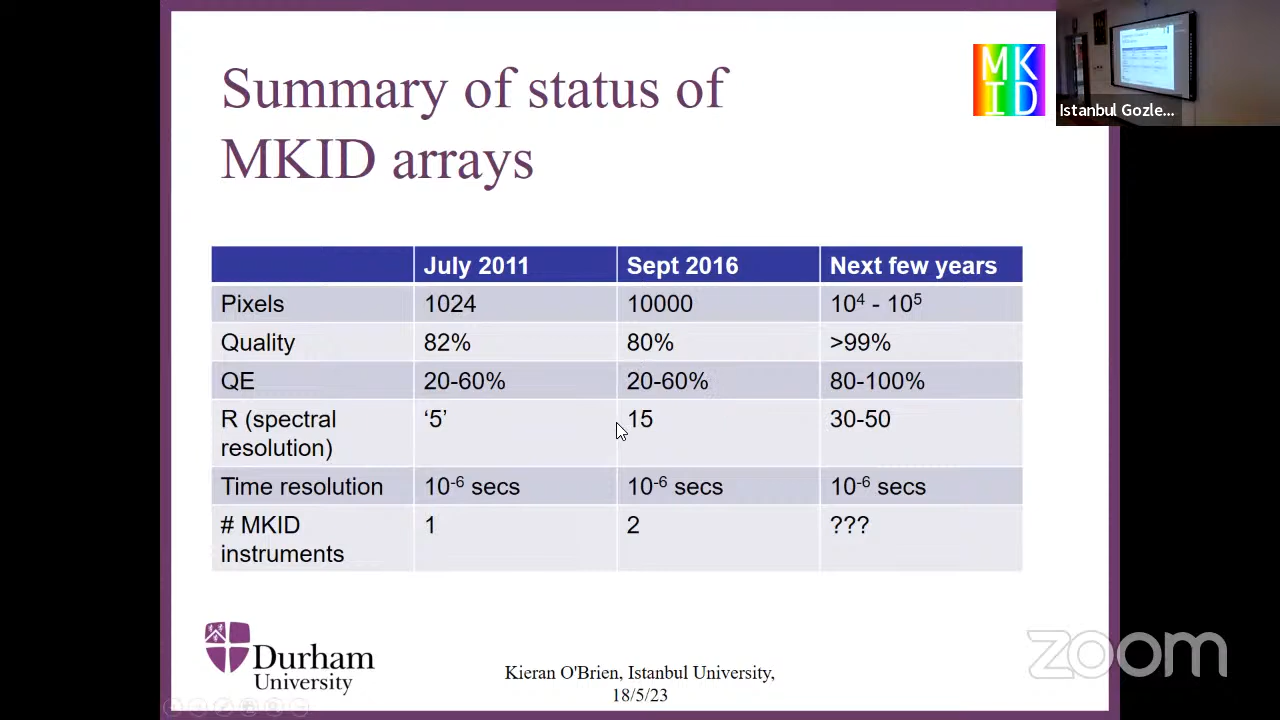 Summary of status of
MKID arrays
MK
ID
Istanbul Gozle...
July 2011 Sept 2016 Next few years
Pixels 1024 10000 10⁴ - 10⁵
Quality 82% 80% >99%
QE 20-60% 20-60% 80-100%
R (spectral resolution) ‘5’ 15 30-50
Time resolution 10⁻⁶ secs 10⁻⁶ secs 10⁻⁶ secs
# MKID instruments 1 2 ???
Durham
University
Kieran O'Brien, Istanbul University,
18/5/23
zoom